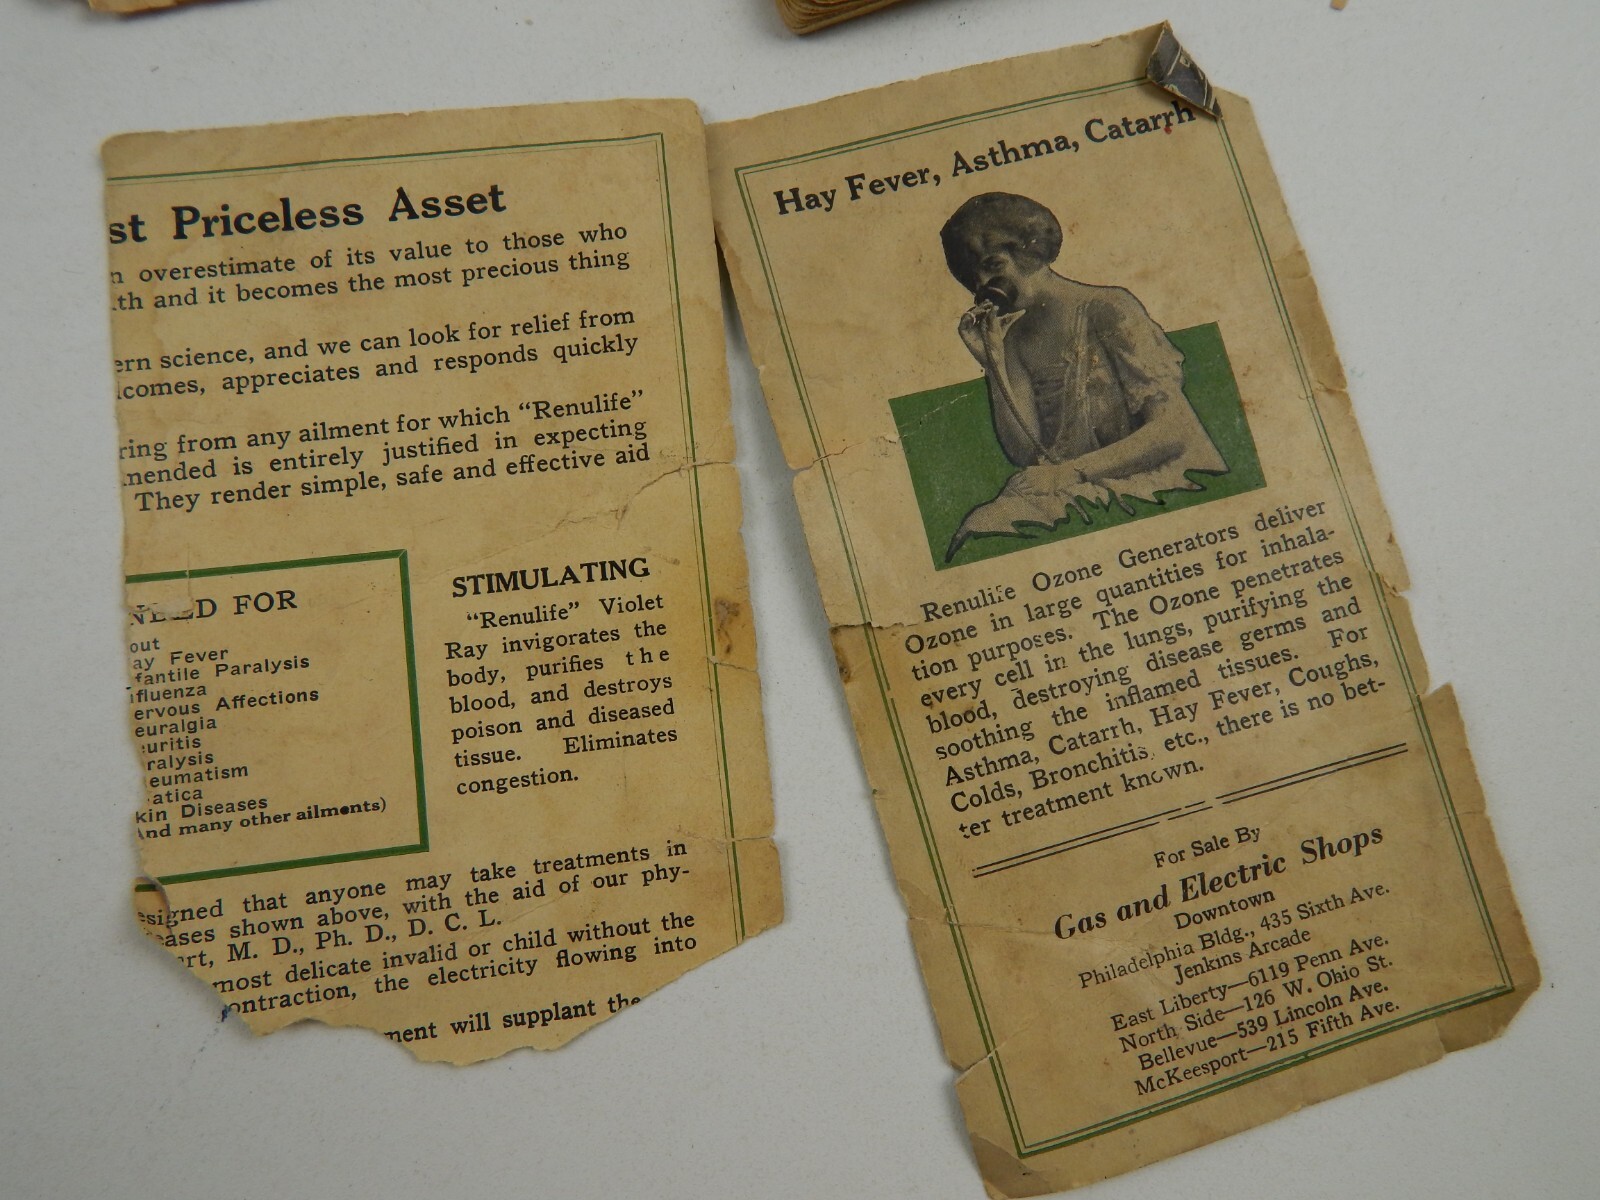 st Priceless Asset
n overestimate of its value to those who
lth and it becomes the most precious thing
ern science, and we can look for relief from
lcomes, appreciates and responds quickly
ring from any ailment for which “Renulife”
mended is entirely justified in expecting
They render simple, safe and effective aid
NEED FOR
out
ay Fever
fantile Paralysis
fluenza
ervous Affections
euralgia
euritis
ralysis
eumatism
iatica
kin Diseases
And many other ailments)
STIMULATING
“Renulife” Violet
Ray invigorates the
body, purifies the
blood, and destroys
poison and diseased
tissue. Eliminates
congestion.
esigned that anyone may take treatments in
eases shown above, with the aid of our phy-
rt, M. D., Ph. D., D. C. L.
most delicate invalid or child without the
ontraction, the electricity flowing into
ment will supplant the
Hay Fever, Asthma, Catarrh
Renulife Ozone Generators deliver
Ozone in large quantities for inhala-
tion purposes. The Ozone penetrates
every cell in the lungs, purifying the
blood, destroying disease germs and
soothing the inflamed tissues. For
Asthma, Catarrh, Hay Fever, Coughs,
Colds, Bronchitis, etc., there is no bet-
ter treatment known.
For Sale By
Gas and Electric Shops
Downtown
Philadelphia Bldg., 435 Sixth Ave.
Jenkins Arcade
East Liberty—6119 Penn Ave.
North Side—126 W. Ohio St.
Bellevue—539 Lincoln Ave.
McKeesport—215 Fifth Ave.